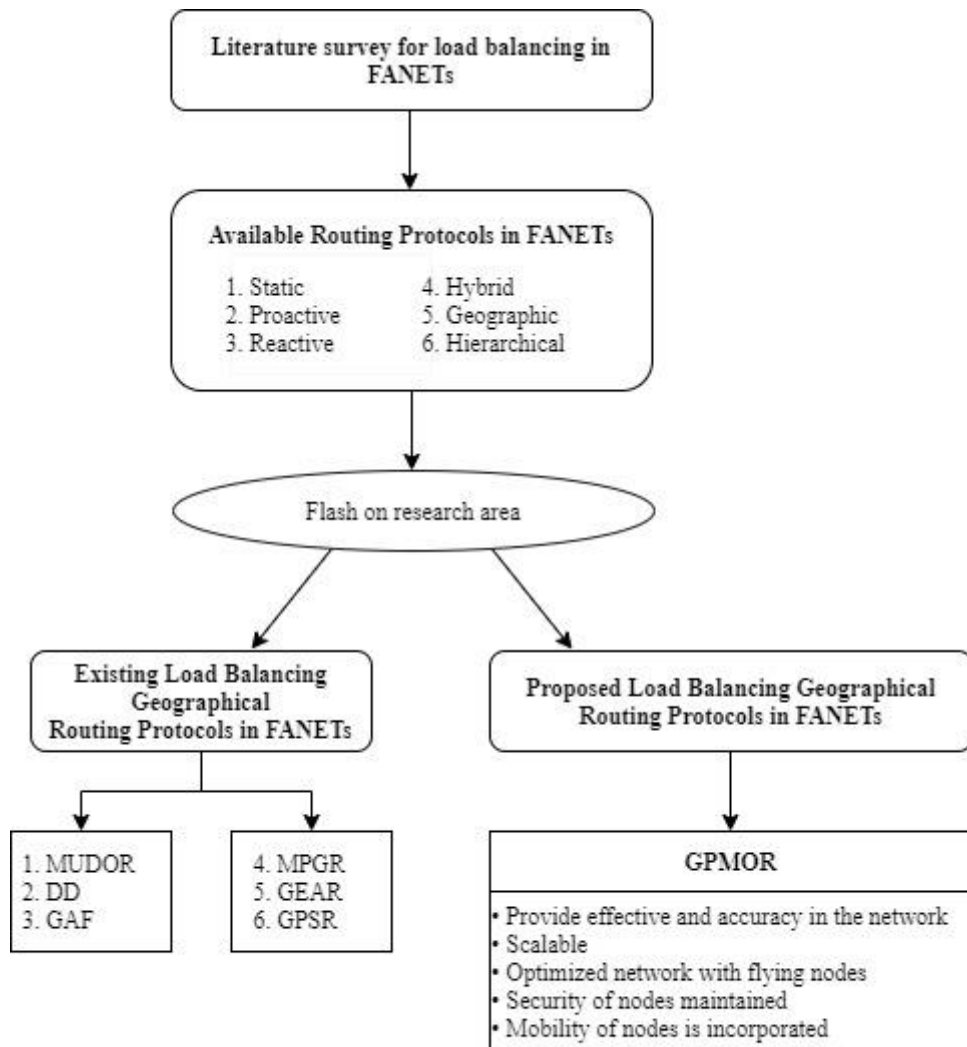 Literature survey for load balancing in
FANETs
Available Routing Protocols in FANETs
1. Static
2. Proactive
3. Reactive
4. Hybrid
5. Geographic
6. Hierarchical
Flash on research area
Existing Load Balancing
Geographical
Routing Protocols in FANETs
1. MUDOR
2. DD
3. GAF
4. MPGR
5. GEAR
6. GPSR
Proposed Load Balancing Geographical
Routing Protocols in FANETs
GPMOR
• Provide effective and accuracy in the network
• Scalable
• Optimized network with flying nodes
• Security of nodes maintained
• Mobility of nodes is incorporated